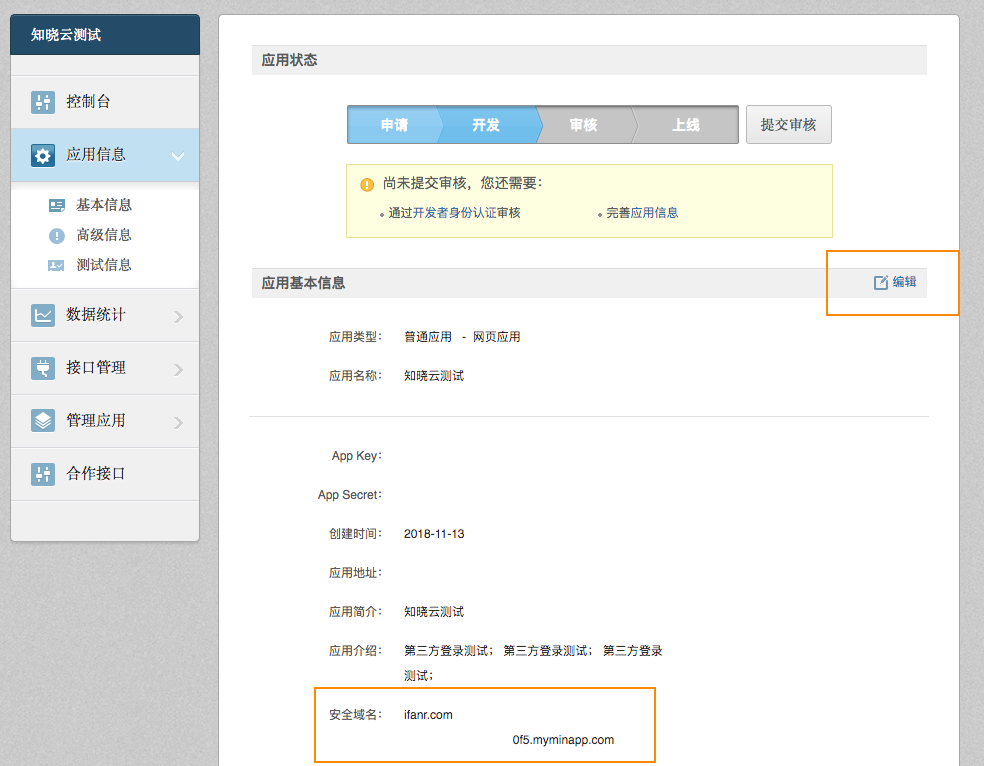 知晓云测试
控制台
应用信息
基本信息
高级信息
测试信息
数据统计
接口管理
管理应用
合作接口
应用状态
申请 开发 审核 上线 提交审核
尚未提交审核，您还需要：
通过开发者身份认证审核 完善应用信息
应用基本信息 编辑
应用类型： 普通应用 - 网页应用
应用名称： 知晓云测试
App Key：
App Secret：
创建时间： 2018-11-13
应用地址：
应用简介： 知晓云测试
应用介绍： 第三方登录测试； 第三方登录测试； 第三方登录
测试；
安全域名： ifanr.com
0f5.myminapp.com